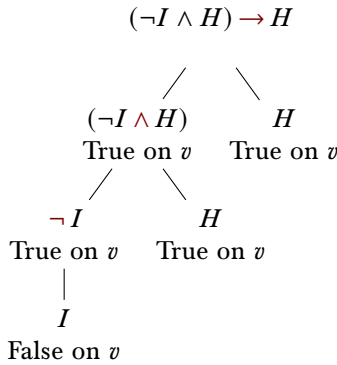 (¬I ∧ H) → H
(¬I ∧ H) H
True on v True on v
¬ I H
True on v True on v
I
False on v